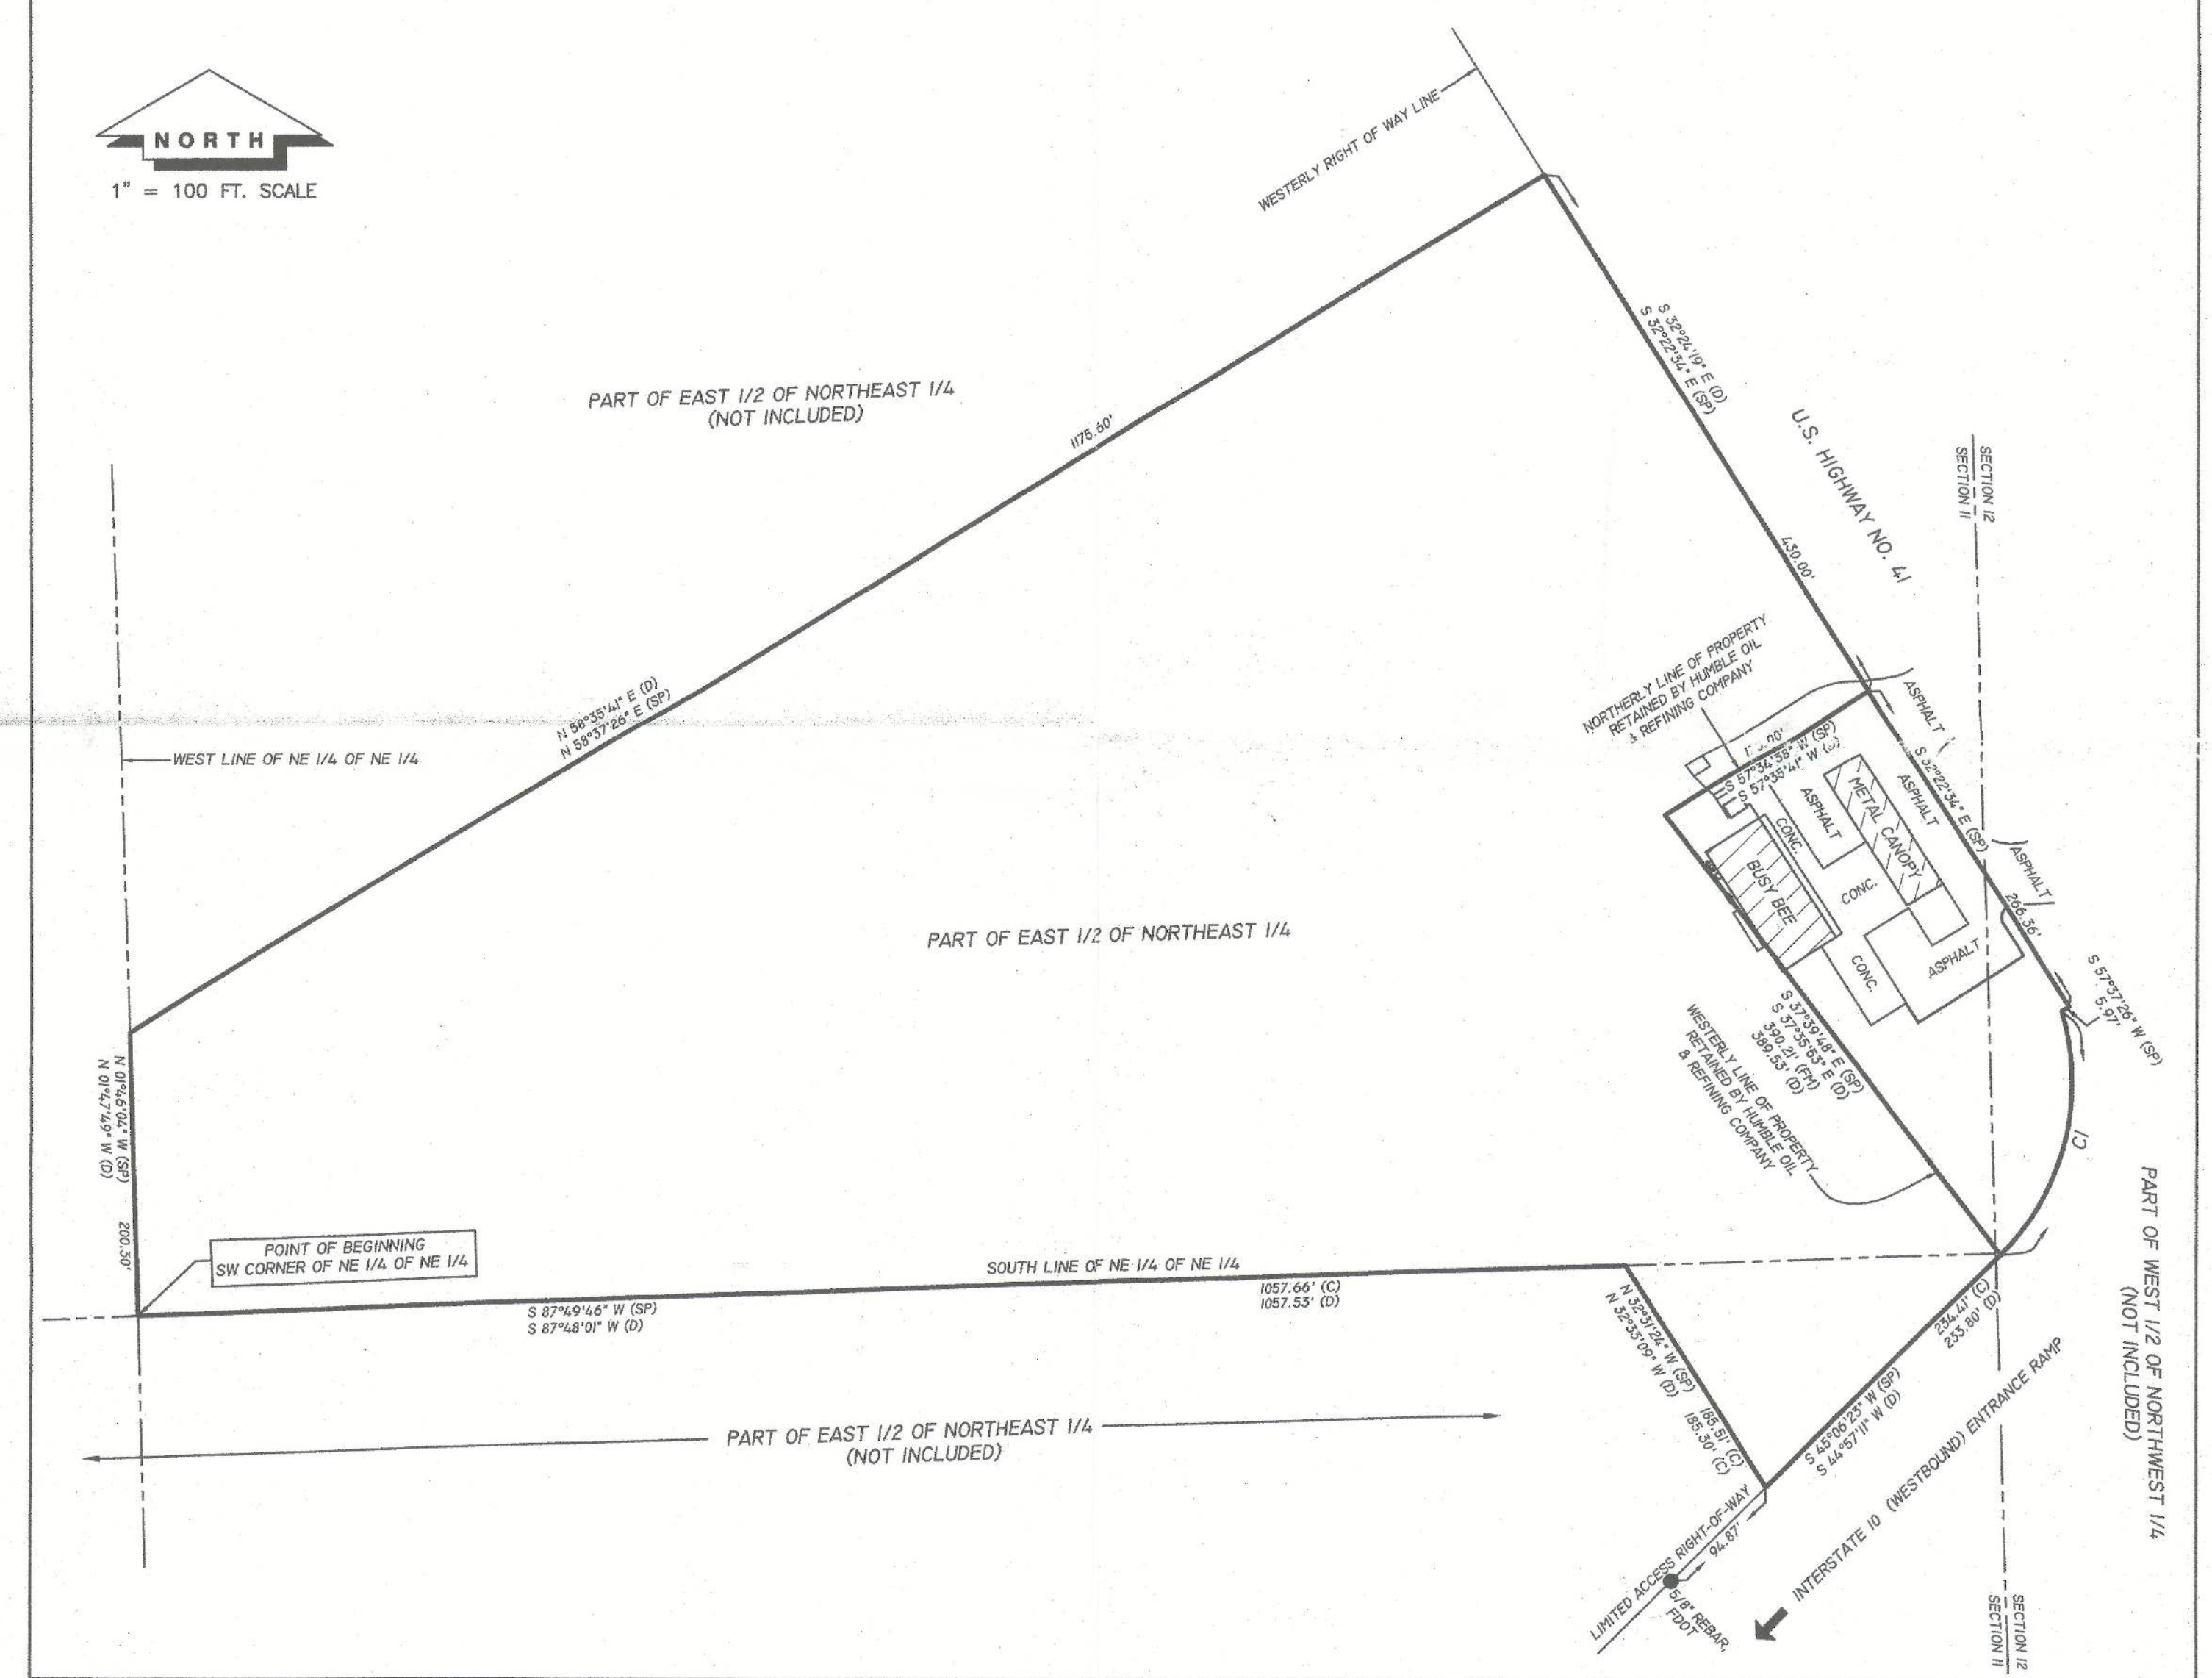 NORTH
1" = 100 FT. SCALE
WESTERLY RIGHT OF WAY LINE
PART OF EAST 1/2 OF NORTHEAST 1/4
(NOT INCLUDED)
1175.60'
S 32°24'19" E (D)
S 32°22'34" E (SP)
U.S. HIGHWAY NO. 41
SECTION 12
SECTION 11
430.00'
N 58°35'41" E (D)
N 58°37'26" E (SP)
WEST LINE OF NE 1/4 OF NE 1/4
NORTHERLY LINE OF PROPERTY
RETAINED BY HUMBLE OIL
& REFINING COMPANY
ASPHALT
S 57°34'38" W (SP)
S 57°35'41" W (D)
S 32°22'34" E (SP)
ASPHALT
METAL CANOPY
ASPHALT
CONC.
BUSY BEE
CONC.
ASPHALT
266.36'
CONC.
ASPHALT
S 57°37'26" W (SP)
5.97'
PART OF EAST 1/2 OF NORTHEAST 1/4
S 37°39'48" E (SP)
S 37°35'53" E (D)
390.21' (FM)
389.53' (D)
WESTERLY LINE OF PROPERTY
RETAINED BY HUMBLE OIL
& REFINING COMPANY
C1
N 01°46'04" W (SP)
N 01°47'49" W (D)
200.30'
POINT OF BEGINNING
SW CORNER OF NE 1/4 OF NE 1/4
SOUTH LINE OF NE 1/4 OF NE 1/4
1057.66' (C)
1057.53' (D)
S 87°49'46" W (SP)
S 87°48'01" W (D)
N 32°31'24" W (SP)
N 32°33'09" W (D)
185.51' (C)
185.30' (C)
234.41' (C)
233.80' (D)
S 45°06'23" W (SP)
S 44°57'11" W (D)
PART OF WEST 1/2 OF NORTHWEST 1/4
(NOT INCLUDED)
PART OF EAST 1/2 OF NORTHEAST 1/4
(NOT INCLUDED)
LIMITED ACCESS RIGHT-OF-WAY
94.87'
INTERSTATE 10 (WESTBOUND) ENTRANCE RAMP
5/8" REBAR,
FDOT
SECTION 12
SECTION 11